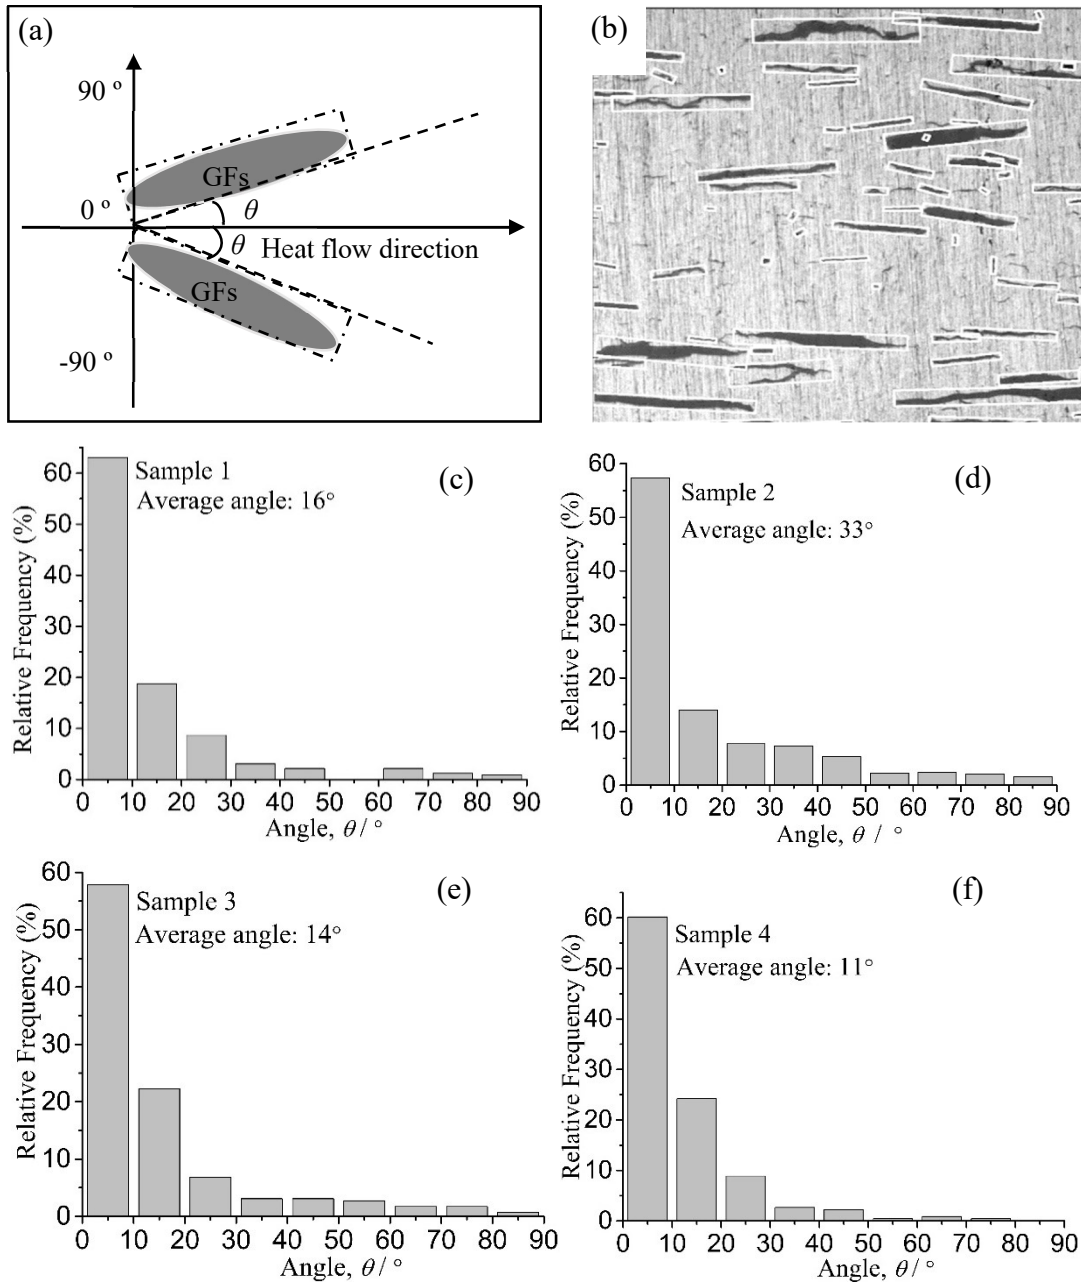 (a)
90 º
GFs
0 º
θ
θ
Heat flow direction
GFs
-90 º
(b)
(c)
Sample 1
Average angle: 16°
Relative Frequency (%)
60
50
40
30
20
10
0
0 10 20 30 40 50 60 70 80 90
Angle, θ / °
(d)
Sample 2
Average angle: 33°
Relative Frequency (%)
60
50
40
30
20
10
0
0 10 20 30 40 50 60 70 80 90
Angle, θ / °
(e)
Sample 3
Average angle: 14°
Relative Frequency (%)
60
50
40
30
20
10
0
0 10 20 30 40 50 60 70 80 90
Angle, θ / °
(f)
Sample 4
Average angle: 11°
Relative Frequency (%)
60
50
40
30
20
10
0
0 10 20 30 40 50 60 70 80 90
Angle, θ / °